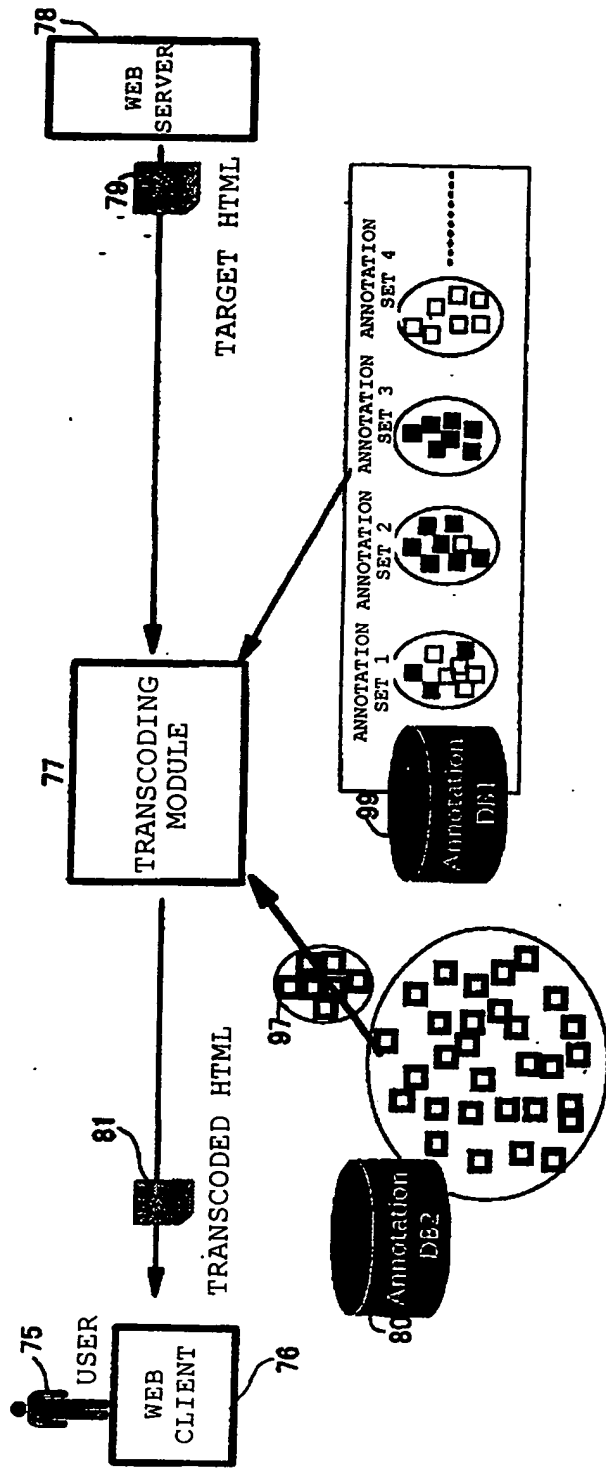 75
USER
WEB
CLIENT
76
81
TRANSCODED HTML
77
TRANSCODING
MODULE
78
WEB
SERVER
79
TARGET HTML
97
80
Annotation
DB2
99
Annotation
DB1
ANNOTATION
SET 1
ANNOTATION
SET 2
ANNOTATION
SET 3
ANNOTATION
SET 4